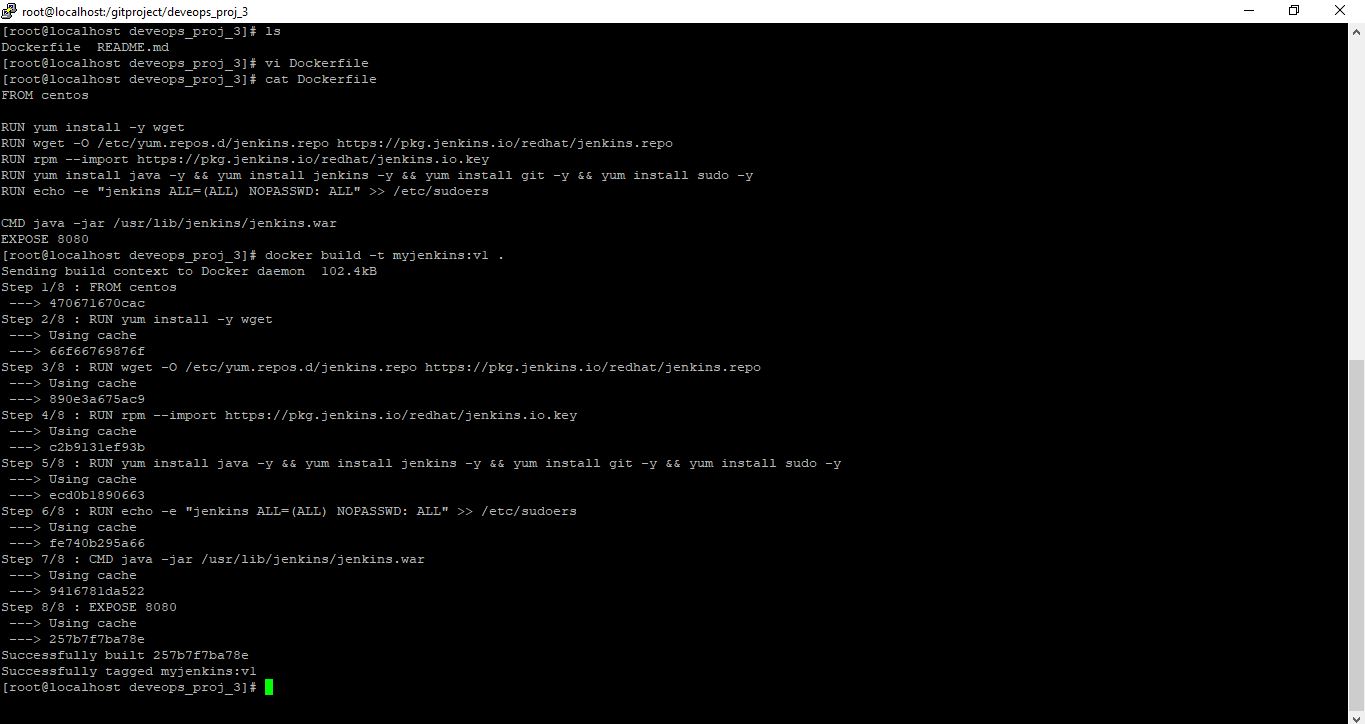 root@localhost:/gitproject/deveops_proj_3
[root@localhost deveops_proj_3]# ls
Dockerfile  README.md
[root@localhost deveops_proj_3]# vi Dockerfile
[root@localhost deveops_proj_3]# cat Dockerfile
FROM centos

RUN yum install -y wget
RUN wget -O /etc/yum.repos.d/jenkins.repo https://pkg.jenkins.io/redhat/jenkins.repo
RUN rpm --import https://pkg.jenkins.io/redhat/jenkins.io.key
RUN yum install java -y && yum install jenkins -y && yum install git -y && yum install sudo -y
RUN echo -e "jenkins ALL=(ALL) NOPASSWD: ALL" >> /etc/sudoers

CMD java -jar /usr/lib/jenkins/jenkins.war
EXPOSE 8080
[root@localhost deveops_proj_3]# docker build -t myjenkins:v1 .
Sending build context to Docker daemon  102.4kB
Step 1/8 : FROM centos
 ---> 470671670cac
Step 2/8 : RUN yum install -y wget
 ---> Using cache
 ---> 66f66769876f
Step 3/8 : RUN wget -O /etc/yum.repos.d/jenkins.repo https://pkg.jenkins.io/redhat/jenkins.repo
 ---> Using cache
 ---> 890e3a675ac9
Step 4/8 : RUN rpm --import https://pkg.jenkins.io/redhat/jenkins.io.key
 ---> Using cache
 ---> c2b9131ef93b
Step 5/8 : RUN yum install java -y && yum install jenkins -y && yum install git -y && yum install sudo -y
 ---> Using cache
 ---> ecd0b1890663
Step 6/8 : RUN echo -e "jenkins ALL=(ALL) NOPASSWD: ALL" >> /etc/sudoers
 ---> Using cache
 ---> fe740b295a66
Step 7/8 : CMD java -jar /usr/lib/jenkins/jenkins.war
 ---> Using cache
 ---> 9416781da522
Step 8/8 : EXPOSE 8080
 ---> Using cache
 ---> 257b7f7ba78e
Successfully built 257b7f7ba78e
Successfully tagged myjenkins:v1
[root@localhost deveops_proj_3]#